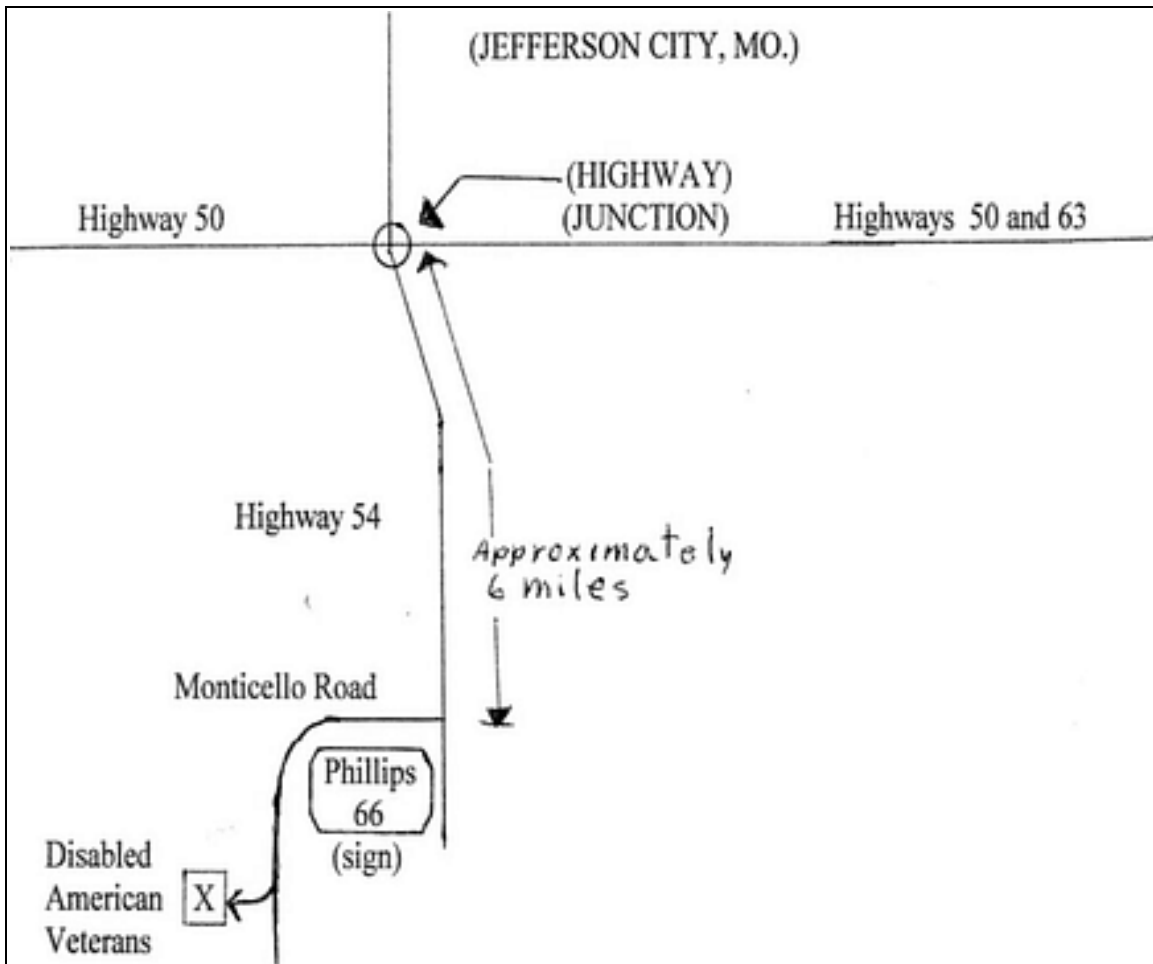 (JEFFERSON CITY, MO.)
(HIGHWAY)
(JUNCTION)
Highway 50
Highways 50 and 63
Highway 54
Approximately
6 miles
Monticello Road
Phillips
66
(sign)
Disabled
American
Veterans
X